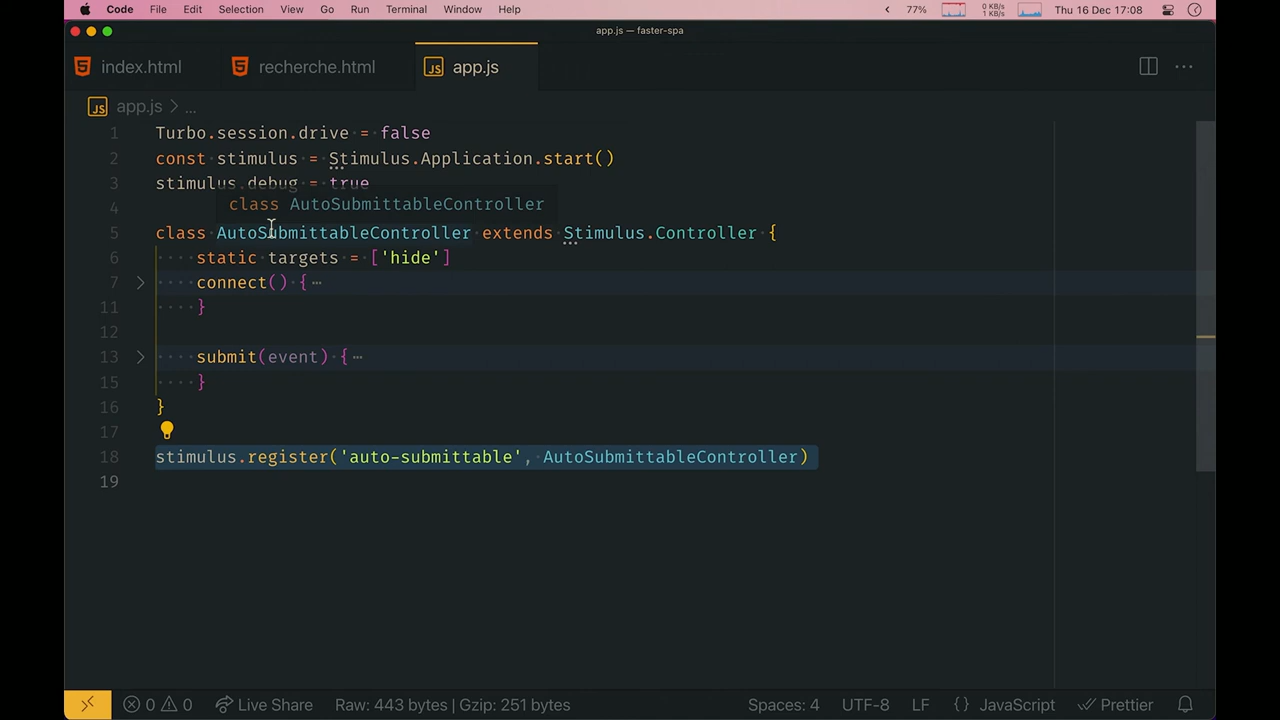 Code File Edit Selection View Go Run Terminal Window Help 77% 0 KB/s 1 KB/s Thu 16 Dec 17:08
app.js — faster-spa
index.html recherche.html JS app.js ...
JS app.js > ...
1 Turbo.session.drive = false
2 const stimulus = Stimulus.Application.start()
3 stimulus.debug = true
4 class AutoSubmittableController
5 class AutoSubmittableController extends Stimulus.Controller {
6 static targets = ['hide']
7 connect() { ...
11 }
12
13 submit(event) { ...
15 }
16 }
17
18 stimulus.register('auto-submittable', AutoSubmittableController)
19
0 0 Live Share Raw: 443 bytes | Gzip: 251 bytes Spaces: 4 UTF-8 LF {} JavaScript Prettier